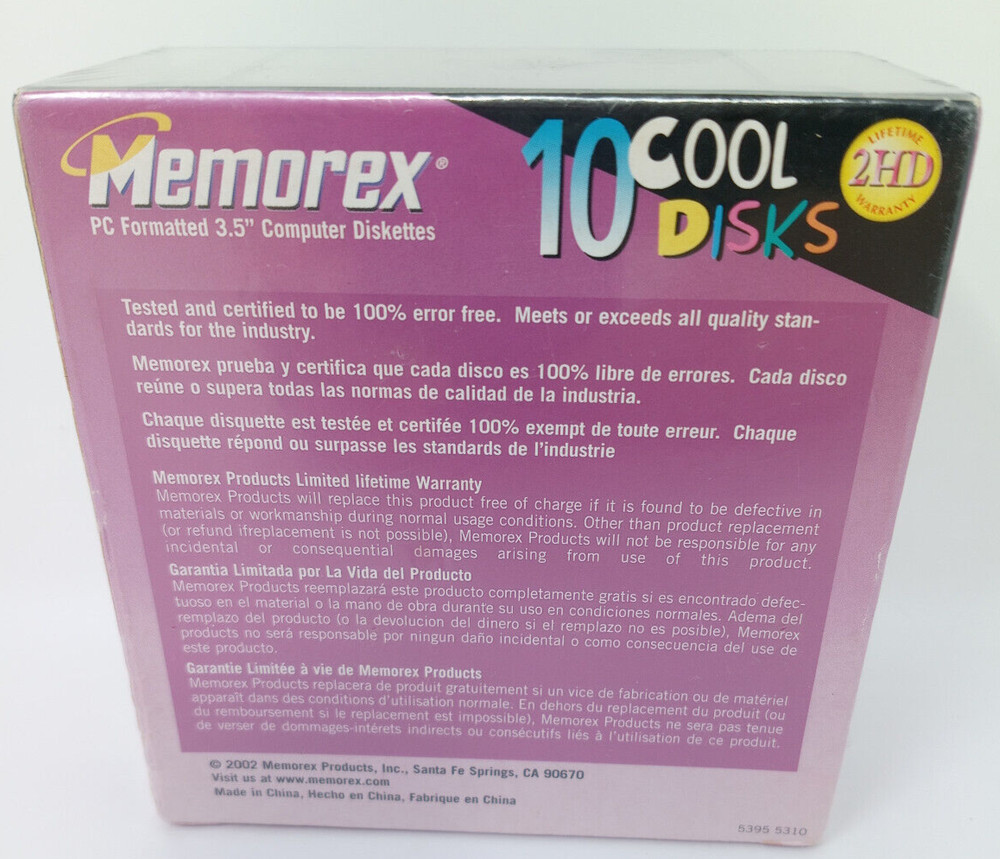 Memorex®
PC Formatted 3.5" Computer Diskettes
10 COOL
DISKS
LIFETIME
2HD
WARRANTY
Tested and certified to be 100% error free. Meets or exceeds all quality stan-
dards for the industry.
Memorex prueba y certifica que cada disco es 100% libre de errores. Cada disco
reúne o supera todas las normas de calidad de la industria.
Chaque disquette est testée et certifée 100% exempt de toute erreur. Chaque
disquette répond ou surpasse les standards de l'industrie
Memorex Products Limited lifetime Warranty
Memorex Products will replace this product free of charge if it is found to be defective in
materials or workmanship during normal usage conditions. Other than product replacement
(or refund ifreplacement is not possible), Memorex Products will not be responsible for any
incidental or consequential damages arising from use of this product.
Garantia Limitada por La Vida del Producto
Memorex Products reemplazará este producto completamente gratis si es encontrado defec-
tuoso en el material o la mano de obra durante su uso en condiciones normales. Adema del
remplazo del producto (o la devolucion del dinero si el remplazo no es posible), Memorex
products no será responsable por ningun daño incidental o como consecuencia del uso de
este producto.
Garantie Limitée à vie de Memorex Products
Memorex Products replacera de produit gratuitement si un vice de fabrication ou de matériel
apparaît dans des conditions d'utilisation normale. En dehors du replacement du produit (ou
du remboursement si le replacement est impossible), Memorex Products ne sera pas tenue
de verser de dommages-intérets indirects ou consécutifs liés à l'utilisation de ce produit.
© 2002 Memorex Products, Inc., Santa Fe Springs, CA 90670
Visit us at www.memorex.com
Made in China, Hecho en China, Fabrique en China
5395 5310